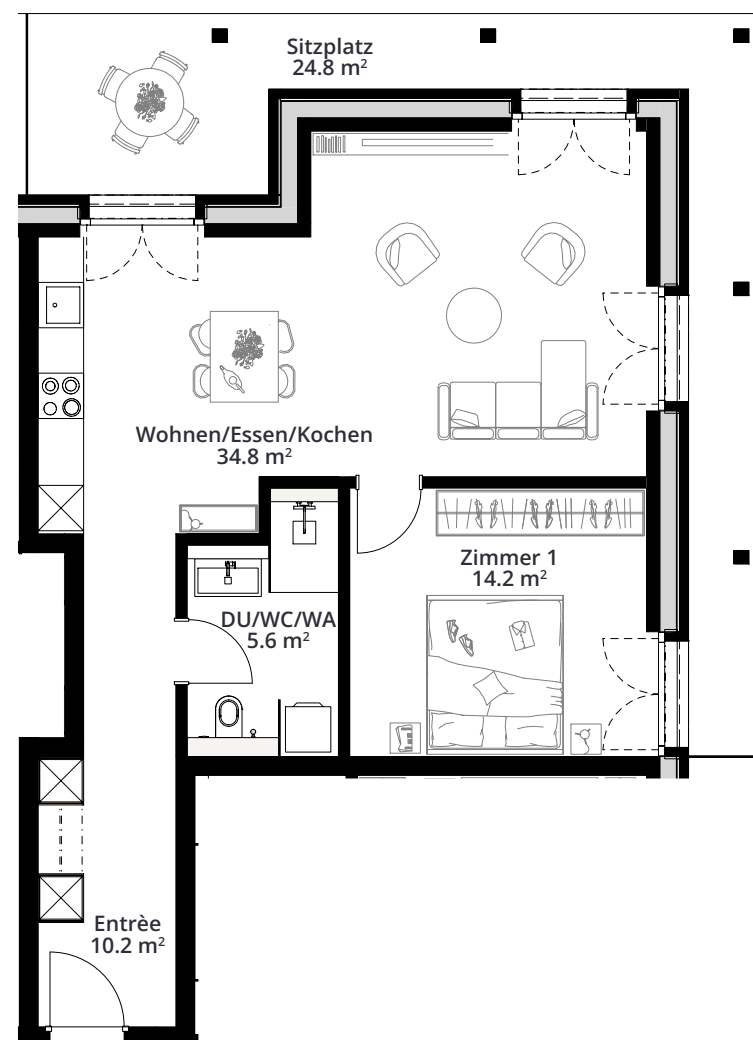 Sitzplatz
24.8 m²
Wohnen/Essen/Kochen
34.8 m²
Zimmer 1
14.2 m²
DU/WC/WA
5.6 m²
Entrèe
10.2 m²